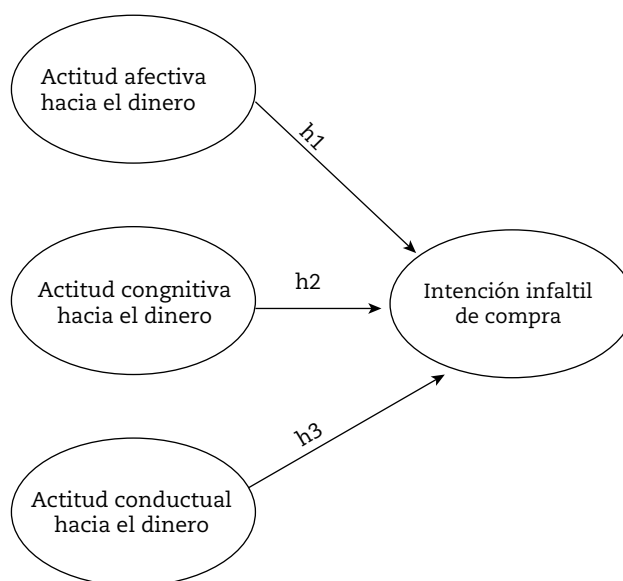 Actitud afectiva
hacia el dinero
h1
Actitud congnitiva
hacia el dinero
h2
Intención infaltil
de compra
h3
Actitud conductual
hacia el dinero